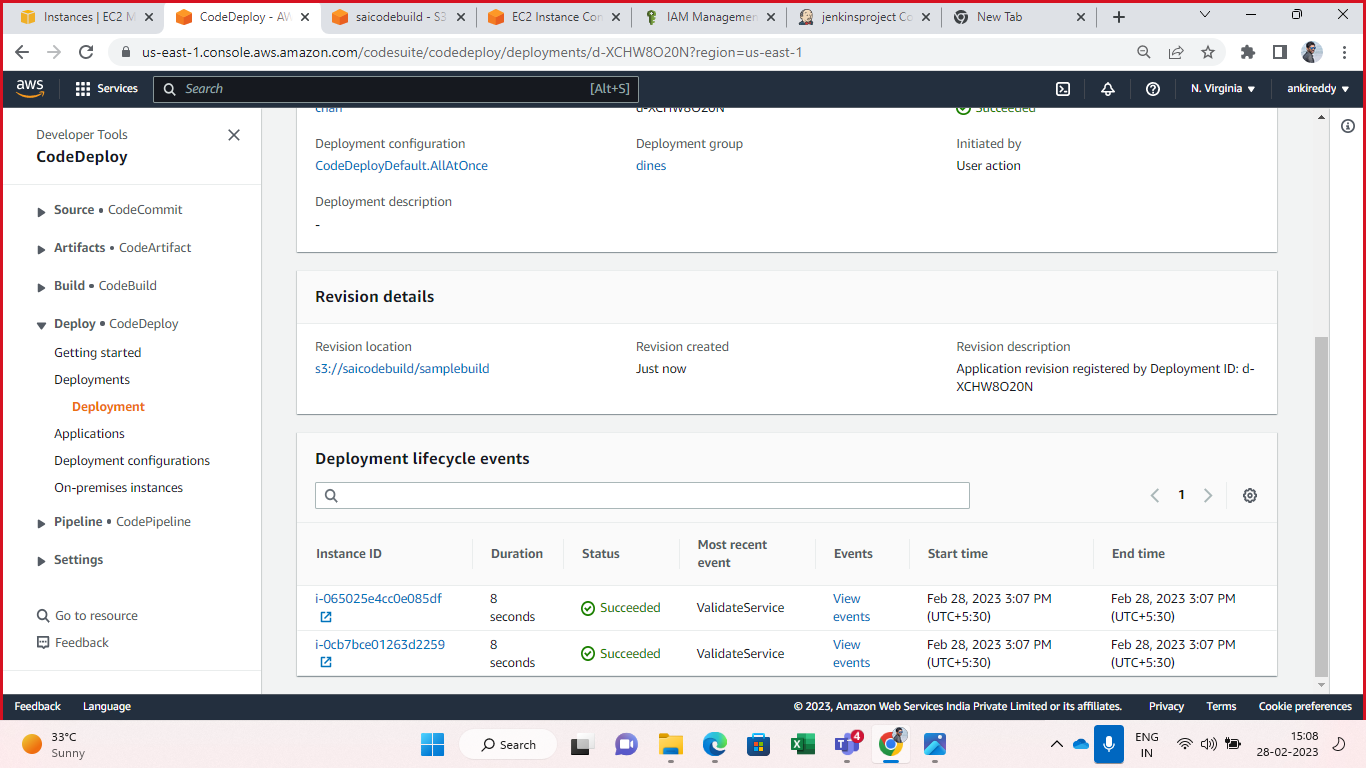 Instances | EC2 M
CodeDeploy - AW
saicodebuild - S3
EC2 Instance Con
IAM Managemen
jenkinsproject Co
New Tab
us-east-1.console.aws.amazon.com/codesuite/codedeploy/deployments/d-XCHW8O20N?region=us-east-1
aws
Services
Search
[Alt+S]
N. Virginia
ankireddy
Developer Tools
CodeDeploy
Source • CodeCommit
Artifacts • CodeArtifact
Build • CodeBuild
Deploy • CodeDeploy
Getting started
Deployments
Deployment
Applications
Deployment configurations
On-premises instances
Pipeline • CodePipeline
Settings
Go to resource
Feedback
chan
d-XCHW8O20N
Succeeded
Deployment configuration
Deployment group
Initiated by
CodeDeployDefault.AllAtOnce
dines
User action
Deployment description
-
Revision details
Revision location
Revision created
Revision description
s3://saicodebuild/samplebuild
Just now
Application revision registered by Deployment ID: d-
XCHW8O20N
Deployment lifecycle events
1
Instance ID
Duration
Status
Most recent
event
Events
Start time
End time
i-065025e4cc0e085df
8
seconds
Succeeded
ValidateService
View
events
Feb 28, 2023 3:07 PM
(UTC+5:30)
Feb 28, 2023 3:07 PM
(UTC+5:30)
i-0cb7bce01263d2259
8
seconds
Succeeded
ValidateService
View
events
Feb 28, 2023 3:07 PM
(UTC+5:30)
Feb 28, 2023 3:07 PM
(UTC+5:30)
Feedback
Language
© 2023, Amazon Web Services India Private Limited or its affiliates.
Privacy
Terms
Cookie preferences
33°C
Sunny
Search
4
ENG
IN
15:08
28-02-2023